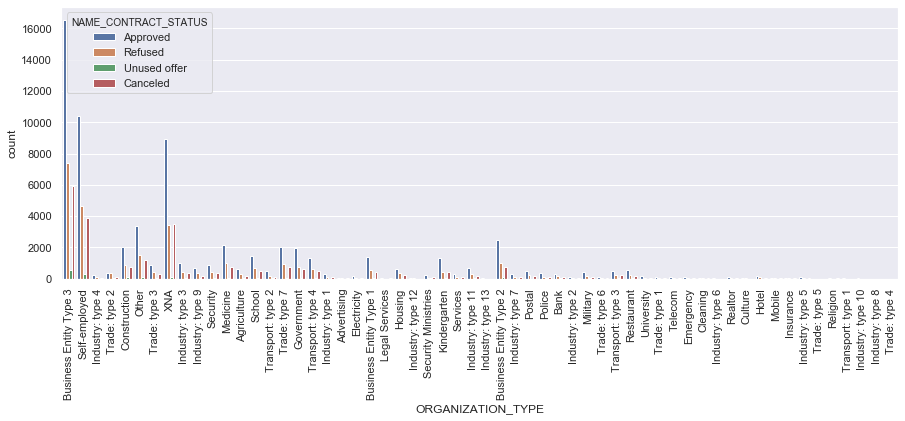 NAME_CONTRACT_STATUS
Approved
Refused
Unused offer
Canceled
16000
14000
12000
10000
8000
6000
4000
2000
0
count
Business Entity Type 3
Self-employed
Industry: type 4
Trade: type 2
Construction
Other
Trade: type 3
XNA
Industry: type 3
Industry: type 9
Security
Medicine
Agriculture
School
Transport: type 2
Trade: type 7
Government
Transport: type 4
Industry: type 1
Advertising
Electricity
Business Entity Type 1
Legal Services
Housing
Industry: type 12
Security Ministries
Kindergarten
Services
Industry: type 11
Industry: type 13
Business Entity Type 2
Industry: type 7
Postal
Police
Bank
Industry: type 2
Military
Trade: type 6
Transport: type 3
Restaurant
University
Trade: type 1
Telecom
Emergency
Cleaning
Industry: type 6
Realtor
Culture
Hotel
Mobile
Insurance
Industry: type 5
Trade: type 5
Religion
Transport: type 1
Industry: type 10
Industry: type 8
Trade: type 4
ORGANIZATION_TYPE